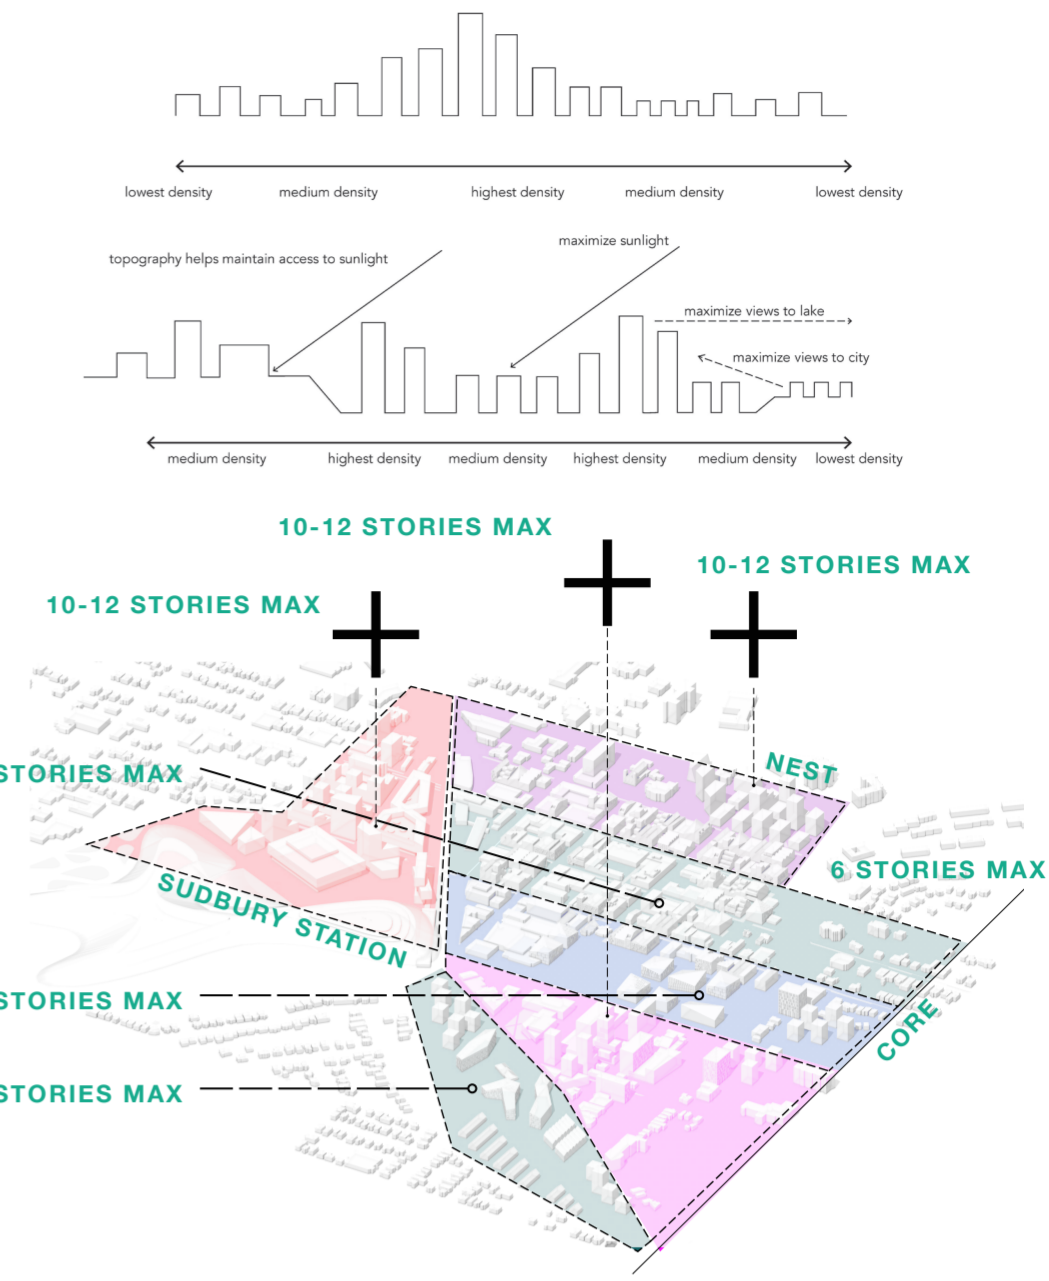 lowest density
medium density
highest density
medium density
lowest density
topography helps maintain access to sunlight
maximize sunlight
maximize views to lake
maximize views to city
medium density
highest density
medium density
highest density
medium density
lowest density
10-12 STORIES MAX
10-12 STORIES MAX
10-12 STORIES MAX
STORIES MAX
NEST
6 STORIES MAX
SUDBURY STATION
STORIES MAX
CORE
STORIES MAX